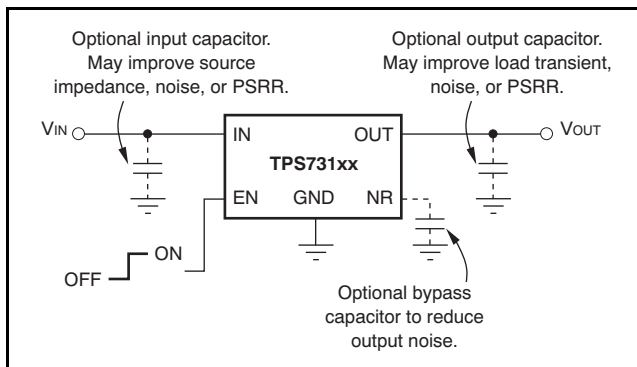 Optional input capacitor.
May improve source
impedance, noise, or PSRR.
Optional output capacitor.
May improve load transient,
noise, or PSRR.
VIN
IN
OUT
VOUT
TPS731xx
EN
GND
NR
ON
OFF
Optional bypass
capacitor to reduce
output noise.